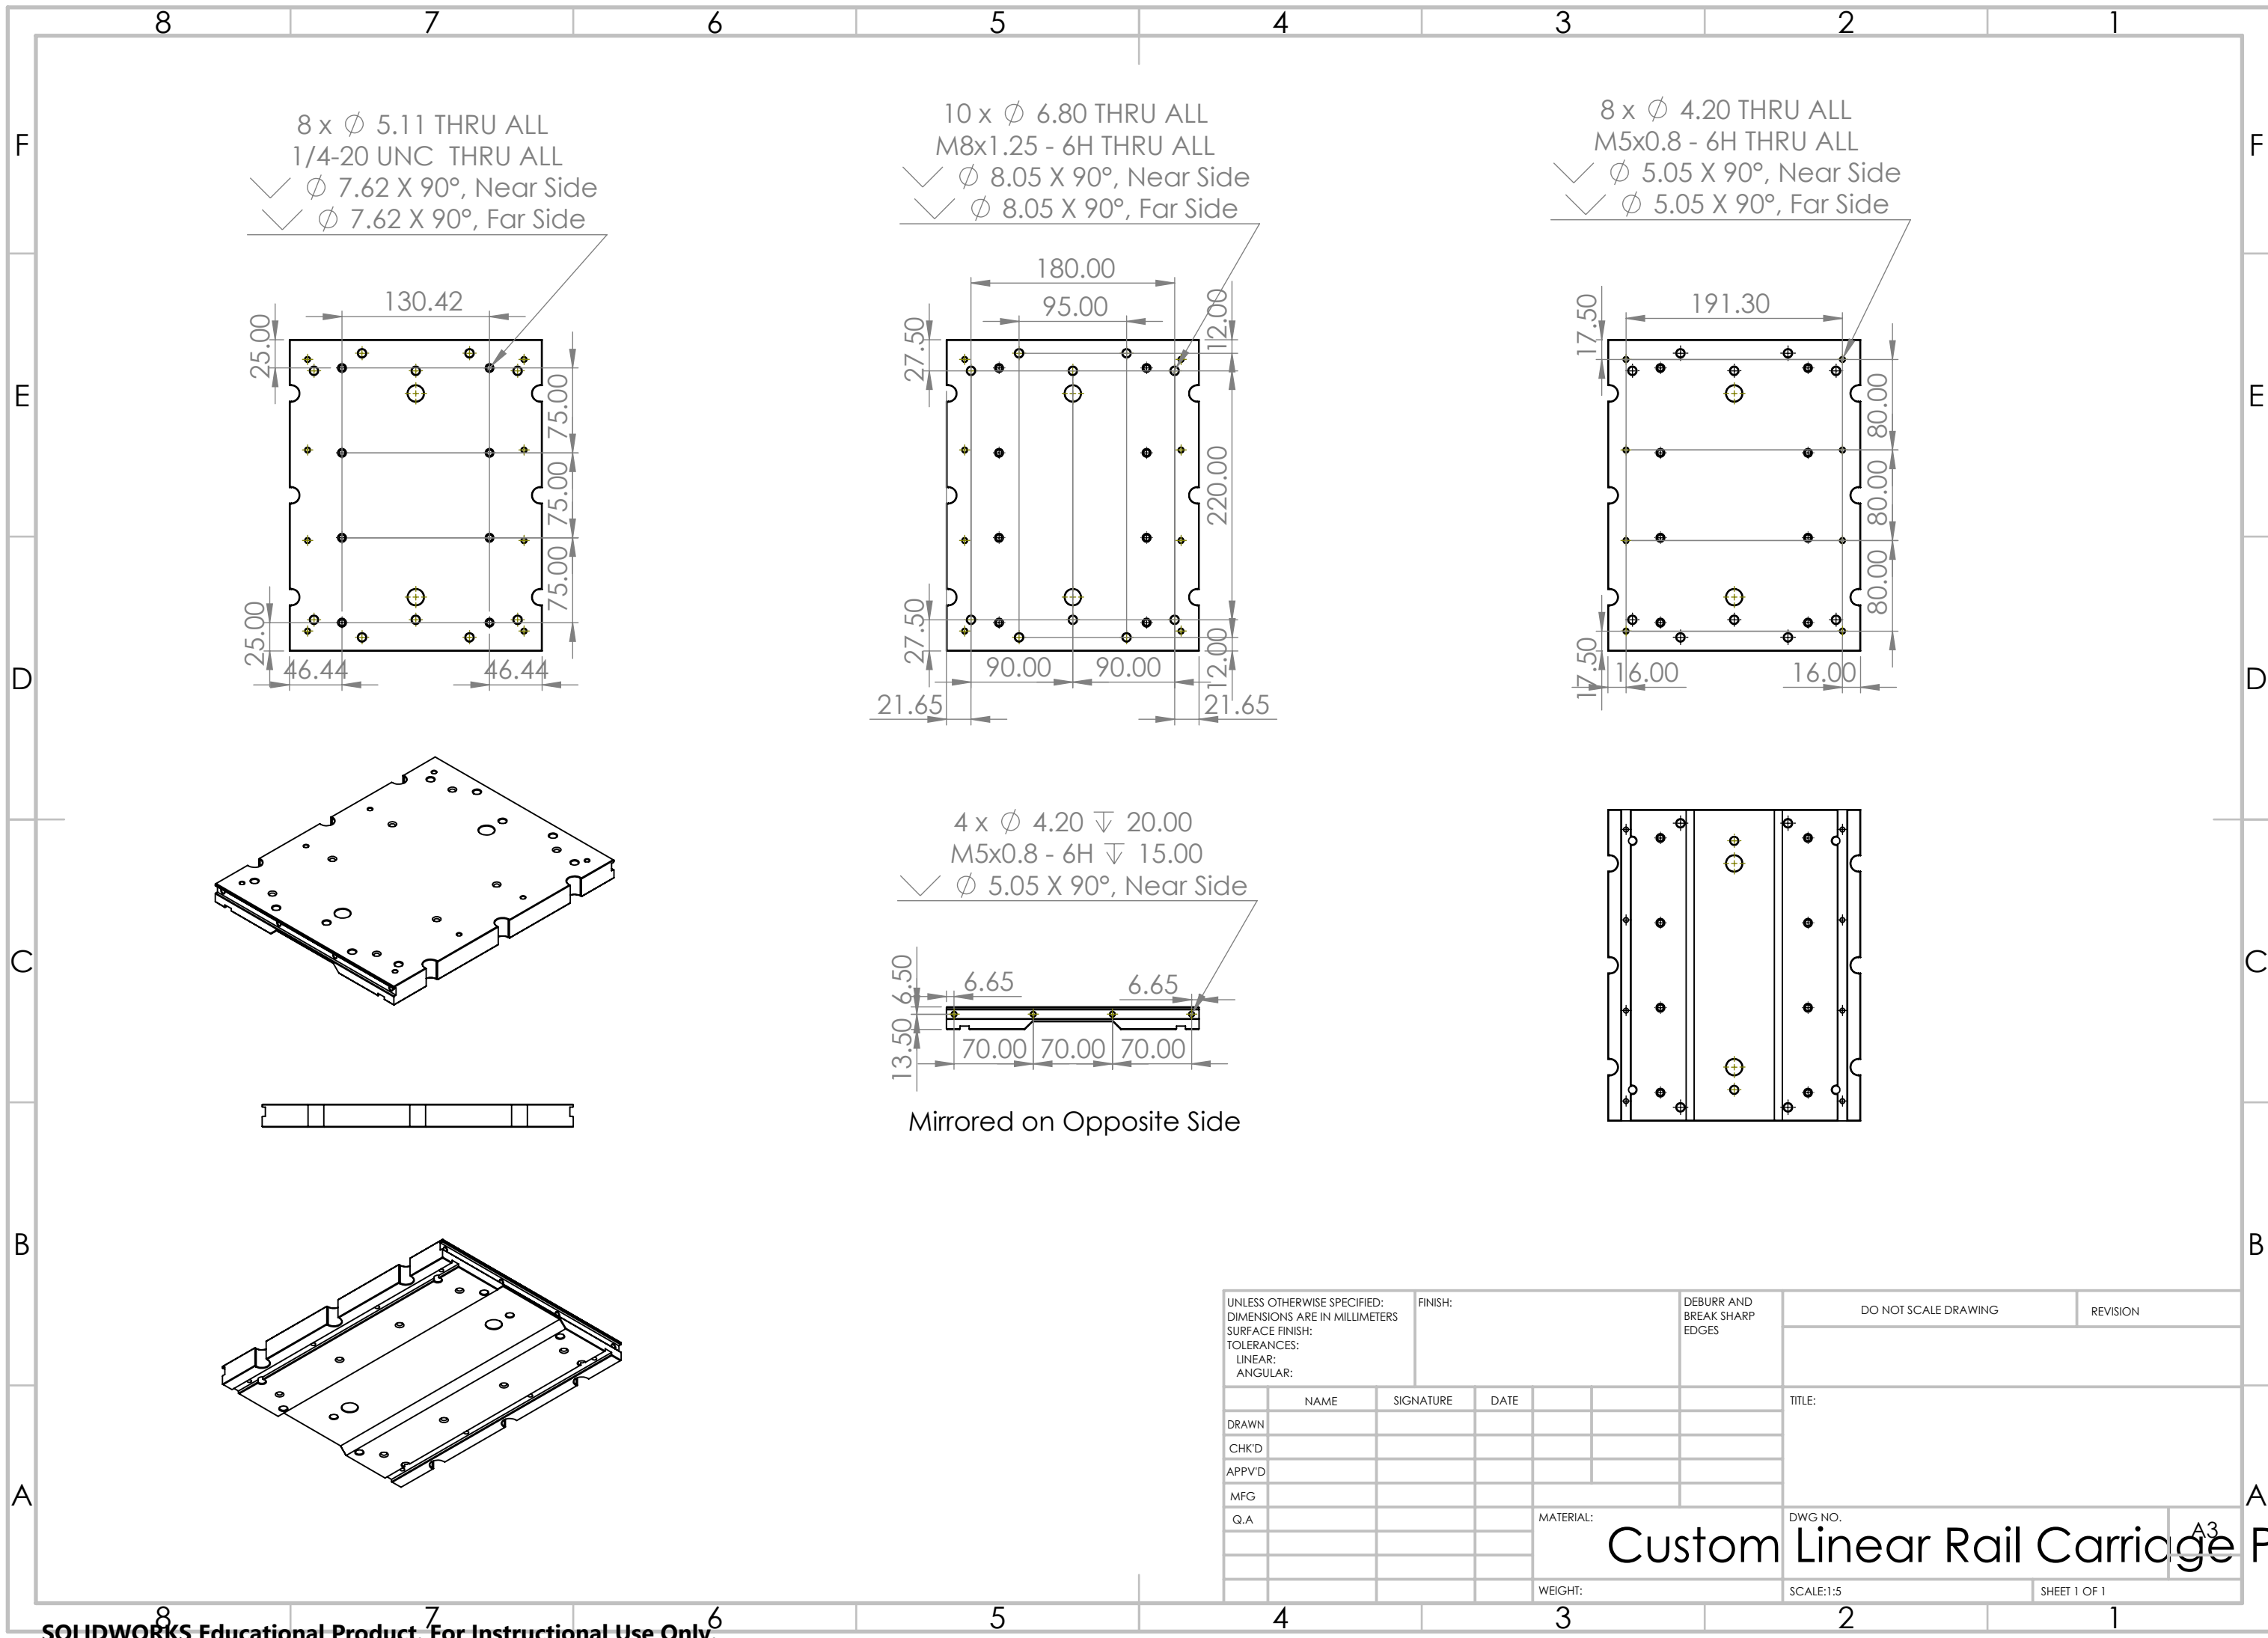 8 7 6 5 4 3 2 1
F F
E E
D D
C C
B B
A A
8 x ∅ 5.11 THRU ALL
1/4-20 UNC THRU ALL
⌵ ∅ 7.62 X 90°, Near Side
⌵ ∅ 7.62 X 90°, Far Side
130.42
25.00
75.00
75.00
75.00
25.00
46.44 46.44
10 x ∅ 6.80 THRU ALL
M8x1.25 - 6H THRU ALL
⌵ ∅ 8.05 X 90°, Near Side
⌵ ∅ 8.05 X 90°, Far Side
180.00
95.00
12.00
27.50
220.00
27.50
12.00
90.00 90.00
21.65 21.65
8 x ∅ 4.20 THRU ALL
M5x0.8 - 6H THRU ALL
⌵ ∅ 5.05 X 90°, Near Side
⌵ ∅ 5.05 X 90°, Far Side
191.30
17.50
80.00
80.00
80.00
17.50
16.00 16.00
4 x ∅ 4.20 ↧ 20.00
M5x0.8 - 6H ↧ 15.00
⌵ ∅ 5.05 X 90°, Near Side
6.50
6.65 6.65
13.50
70.00 70.00 70.00
Mirrored on Opposite Side
UNLESS OTHERWISE SPECIFIED:
DIMENSIONS ARE IN MILLIMETERS
SURFACE FINISH:
TOLERANCES:
LINEAR:
ANGULAR:
FINISH:
DEBURR AND
BREAK SHARP
EDGES
DO NOT SCALE DRAWING
REVISION
NAME SIGNATURE DATE
TITLE:
DRAWN
CHK'D
APPV'D
MFG
Q.A
MATERIAL:
DWG NO.
Custom Linear Rail Carriage P
A3
WEIGHT:
SCALE:1:5
SHEET 1 OF 1
8 7 6 5 4 3 2 1
SOLIDWORKS Educational Product. For Instructional Use Only.